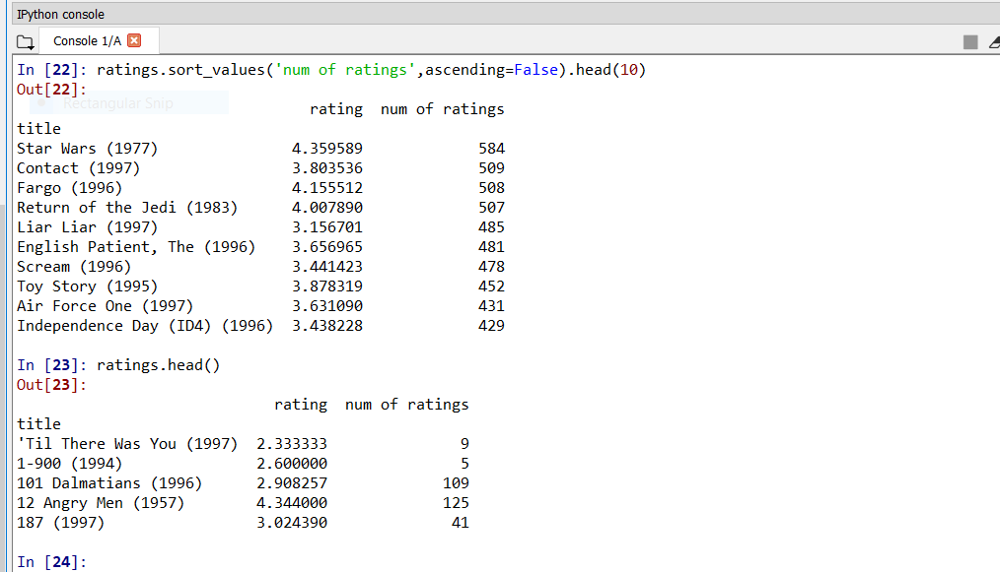 IPython console
Console 1/A
In [22]: ratings.sort_values('num of ratings',ascending=False).head(10)
Out[22]:
Rectangular Snip
rating  num of ratings
title
Star Wars (1977)               4.359589             584
Contact (1997)                 3.803536             509
Fargo (1996)                   4.155512             508
Return of the Jedi (1983)      4.007890             507
Liar Liar (1997)               3.156701             485
English Patient, The (1996)    3.656965             481
Scream (1996)                  3.441423             478
Toy Story (1995)               3.878319             452
Air Force One (1997)           3.631090             431
Independence Day (ID4) (1996)  3.438228             429
In [23]: ratings.head()
Out[23]:
rating  num of ratings
title
'Til There Was You (1997)  2.333333               9
1-900 (1994)               2.600000               5
101 Dalmatians (1996)      2.908257             109
12 Angry Men (1957)        4.344000             125
187 (1997)                 3.024390              41
In [24]: